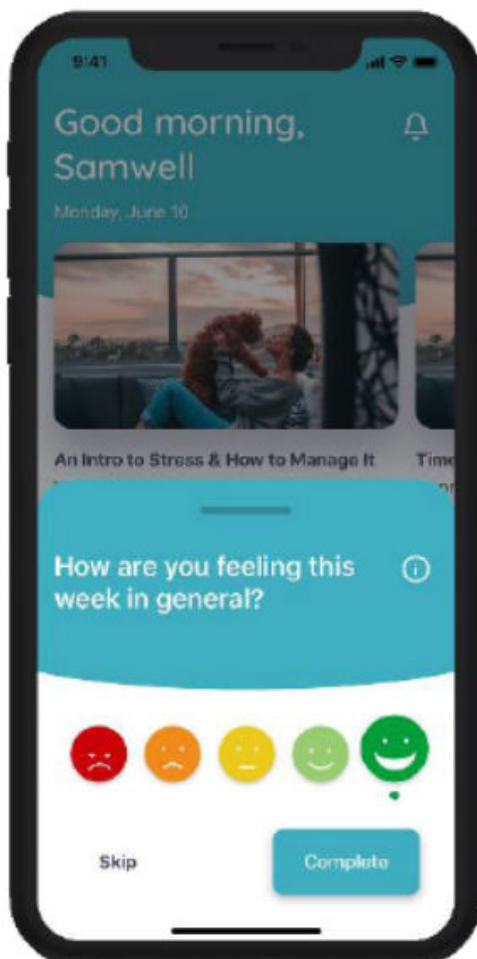 9:41
Good morning,
Samwell
Monday, June 10
An Intro to Stress & How to Manage It
Time
How are you feeling this
week in general?
Skip
Complete